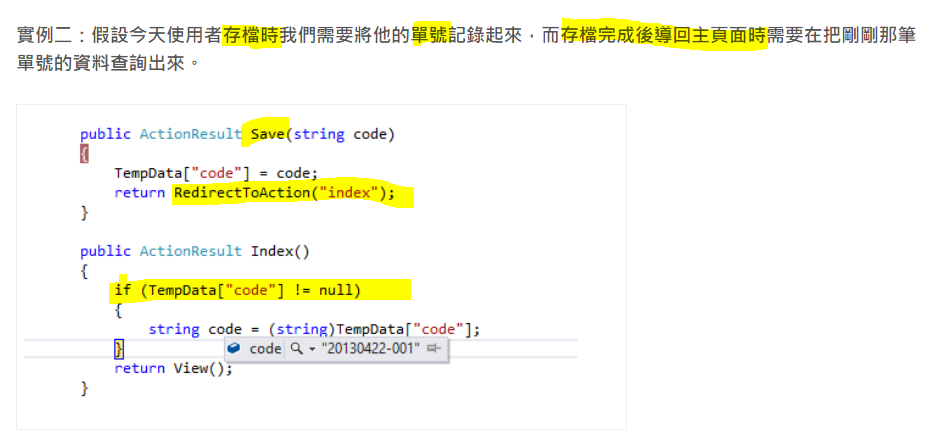 實例二：假設今天使用者存檔時我們需要將他的單號記錄起來，而存檔完成後導回主頁面時需要在把剛剛那筆
單號的資料查詢出來。
public ActionResult Save(string code)
{
TempData["code"] = code;
return RedirectToAction("index");
}
public ActionResult Index()
{
if (TempData["code"] != null)
{
string code = (string)TempData["code"];
}
code "20130422-001"
return View();
}